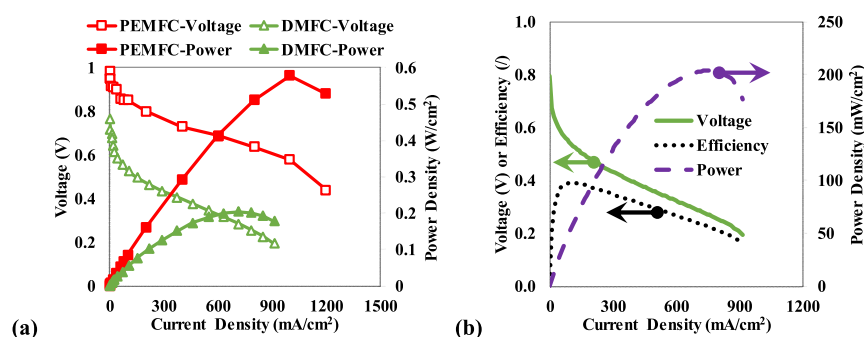 PEMFC-Voltage DMFC-Voltage
PEMFC-Power DMFC-Power
1
0.8
0.6
0.4
0.2
0
0.6
0.5
0.4
0.3
0.2
0.1
0
0 300 600 900 1200 1500
Voltage (V)
Power Density (W/cm²)
Current Density (mA/cm²)
(a)
1.0
0.8
0.6
0.4
0.2
0.0
250
200
150
100
50
0
0 300 600 900 1200
Voltage
Efficiency
Power
Voltage (V) or Efficiency (/)
Power Density (mW/cm²)
Current Density (mA/cm²)
(b)